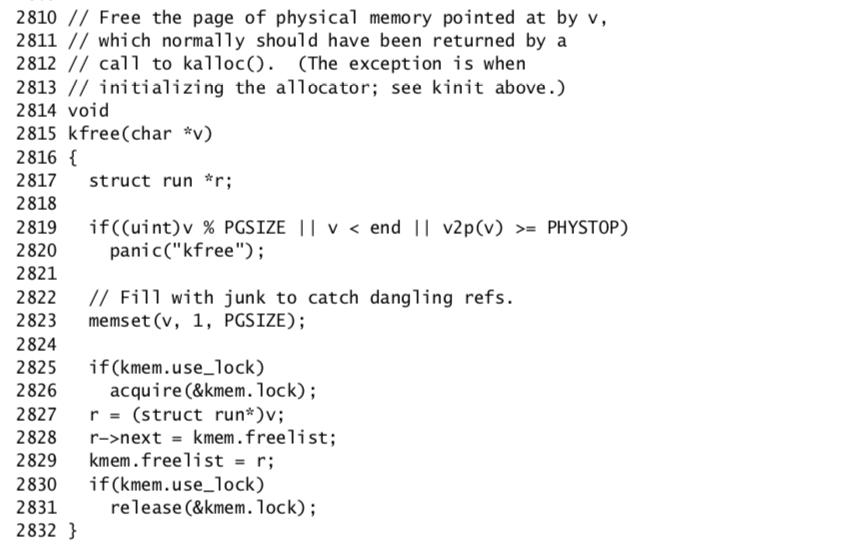 2810 // Free the page of physical memory pointed at by v,
2811 // which normally should have been returned by a
2812 // call to kalloc().  (The exception is when
2813 // initializing the allocator; see kinit above.)
2814 void
2815 kfree(char *v)
2816 {
2817   struct run *r;
2818
2819   if((uint)v % PGSIZE || v < end || v2p(v) >= PHYSTOP)
2820     panic("kfree");
2821
2822   // Fill with junk to catch dangling refs.
2823   memset(v, 1, PGSIZE);
2824
2825   if(kmem.use_lock)
2826     acquire(&kmem.lock);
2827   r = (struct run*)v;
2828   r->next = kmem.freelist;
2829   kmem.freelist = r;
2830   if(kmem.use_lock)
2831     release(&kmem.lock);
2832 }